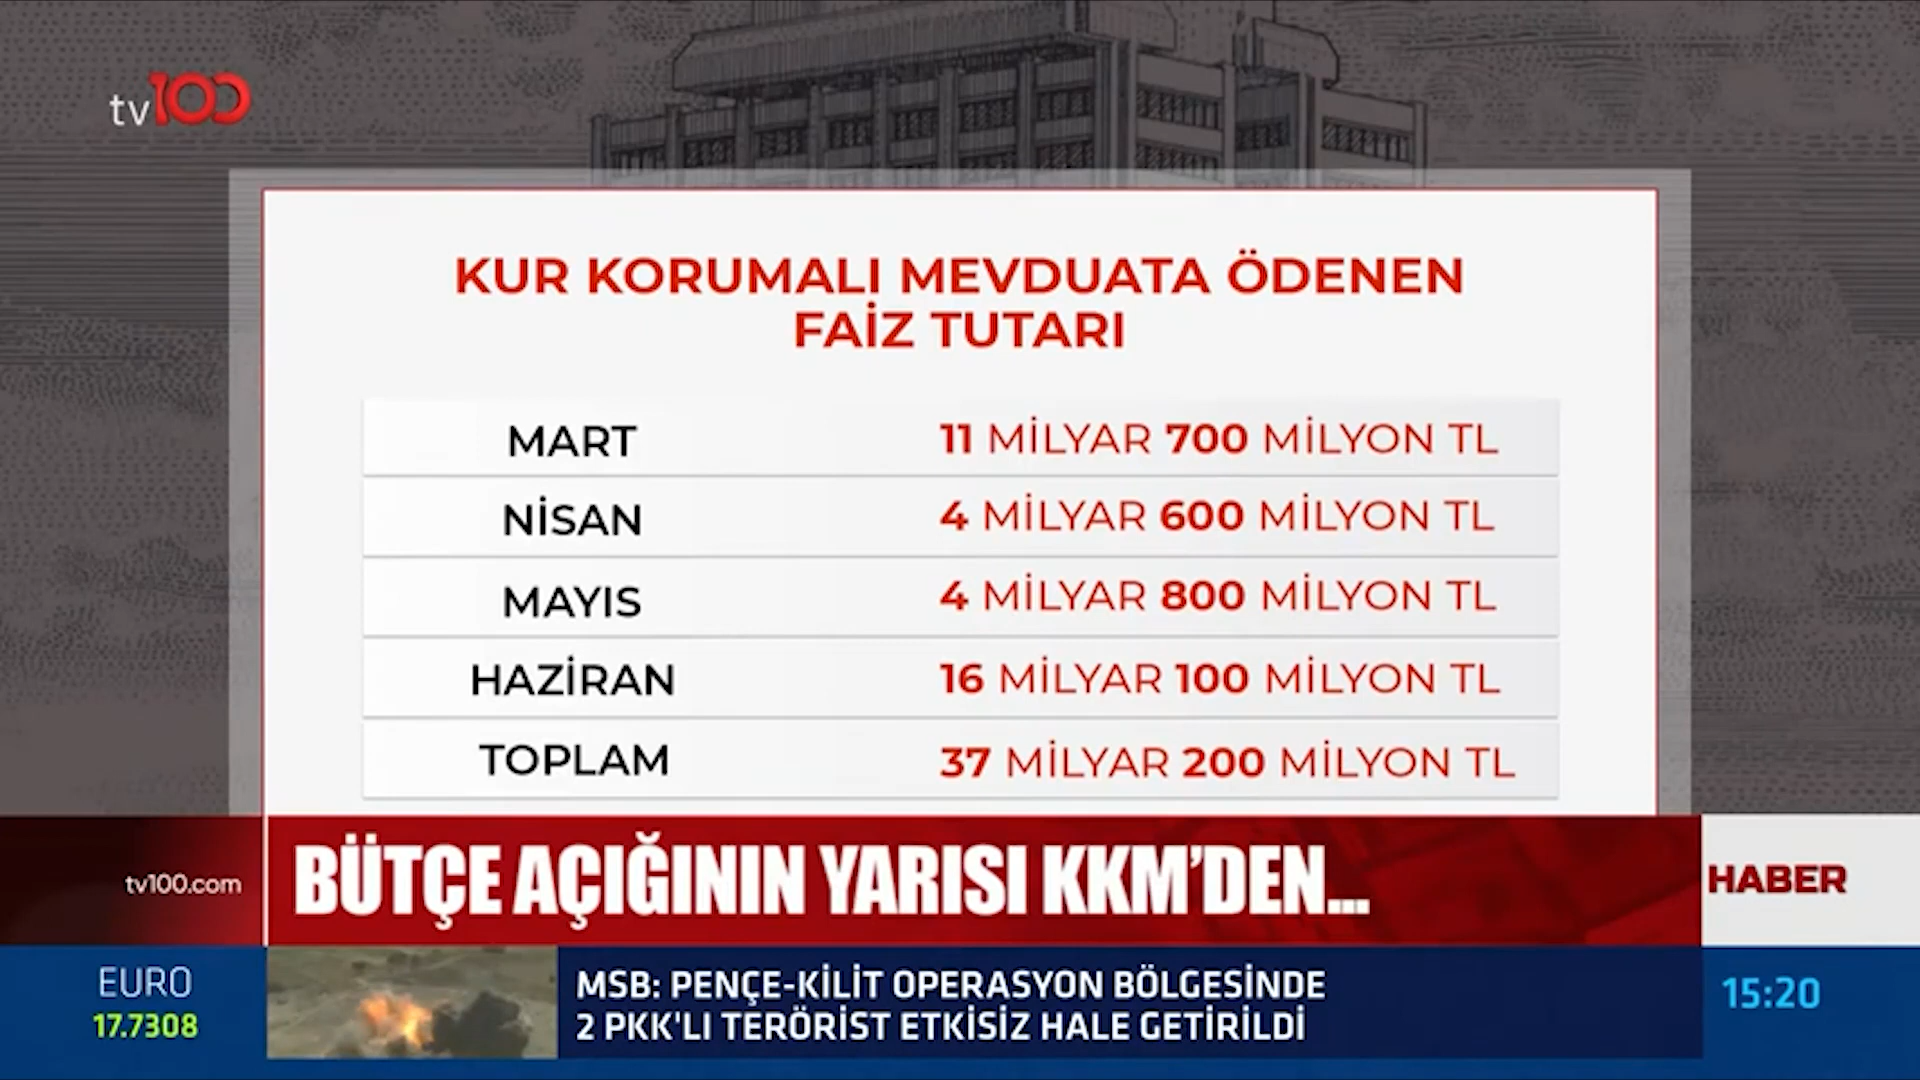 tv100
KUR KORUMALI MEVDUATA ÖDENEN
FAİZ TUTARI
MART 11 MİLYAR 700 MİLYON TL
NİSAN 4 MİLYAR 600 MİLYON TL
MAYIS 4 MİLYAR 800 MİLYON TL
HAZİRAN 16 MİLYAR 100 MİLYON TL
TOPLAM 37 MİLYAR 200 MİLYON TL
tv100.com
BÜTÇE AÇIĞININ YARISI KKM'DEN...
HABER
EURO
17.7308
MSB: PENÇE-KİLİT OPERASYON BÖLGESİNDE
2 PKK'LI TERÖRİST ETKİSİZ HALE GETİRİLDİ
15:20